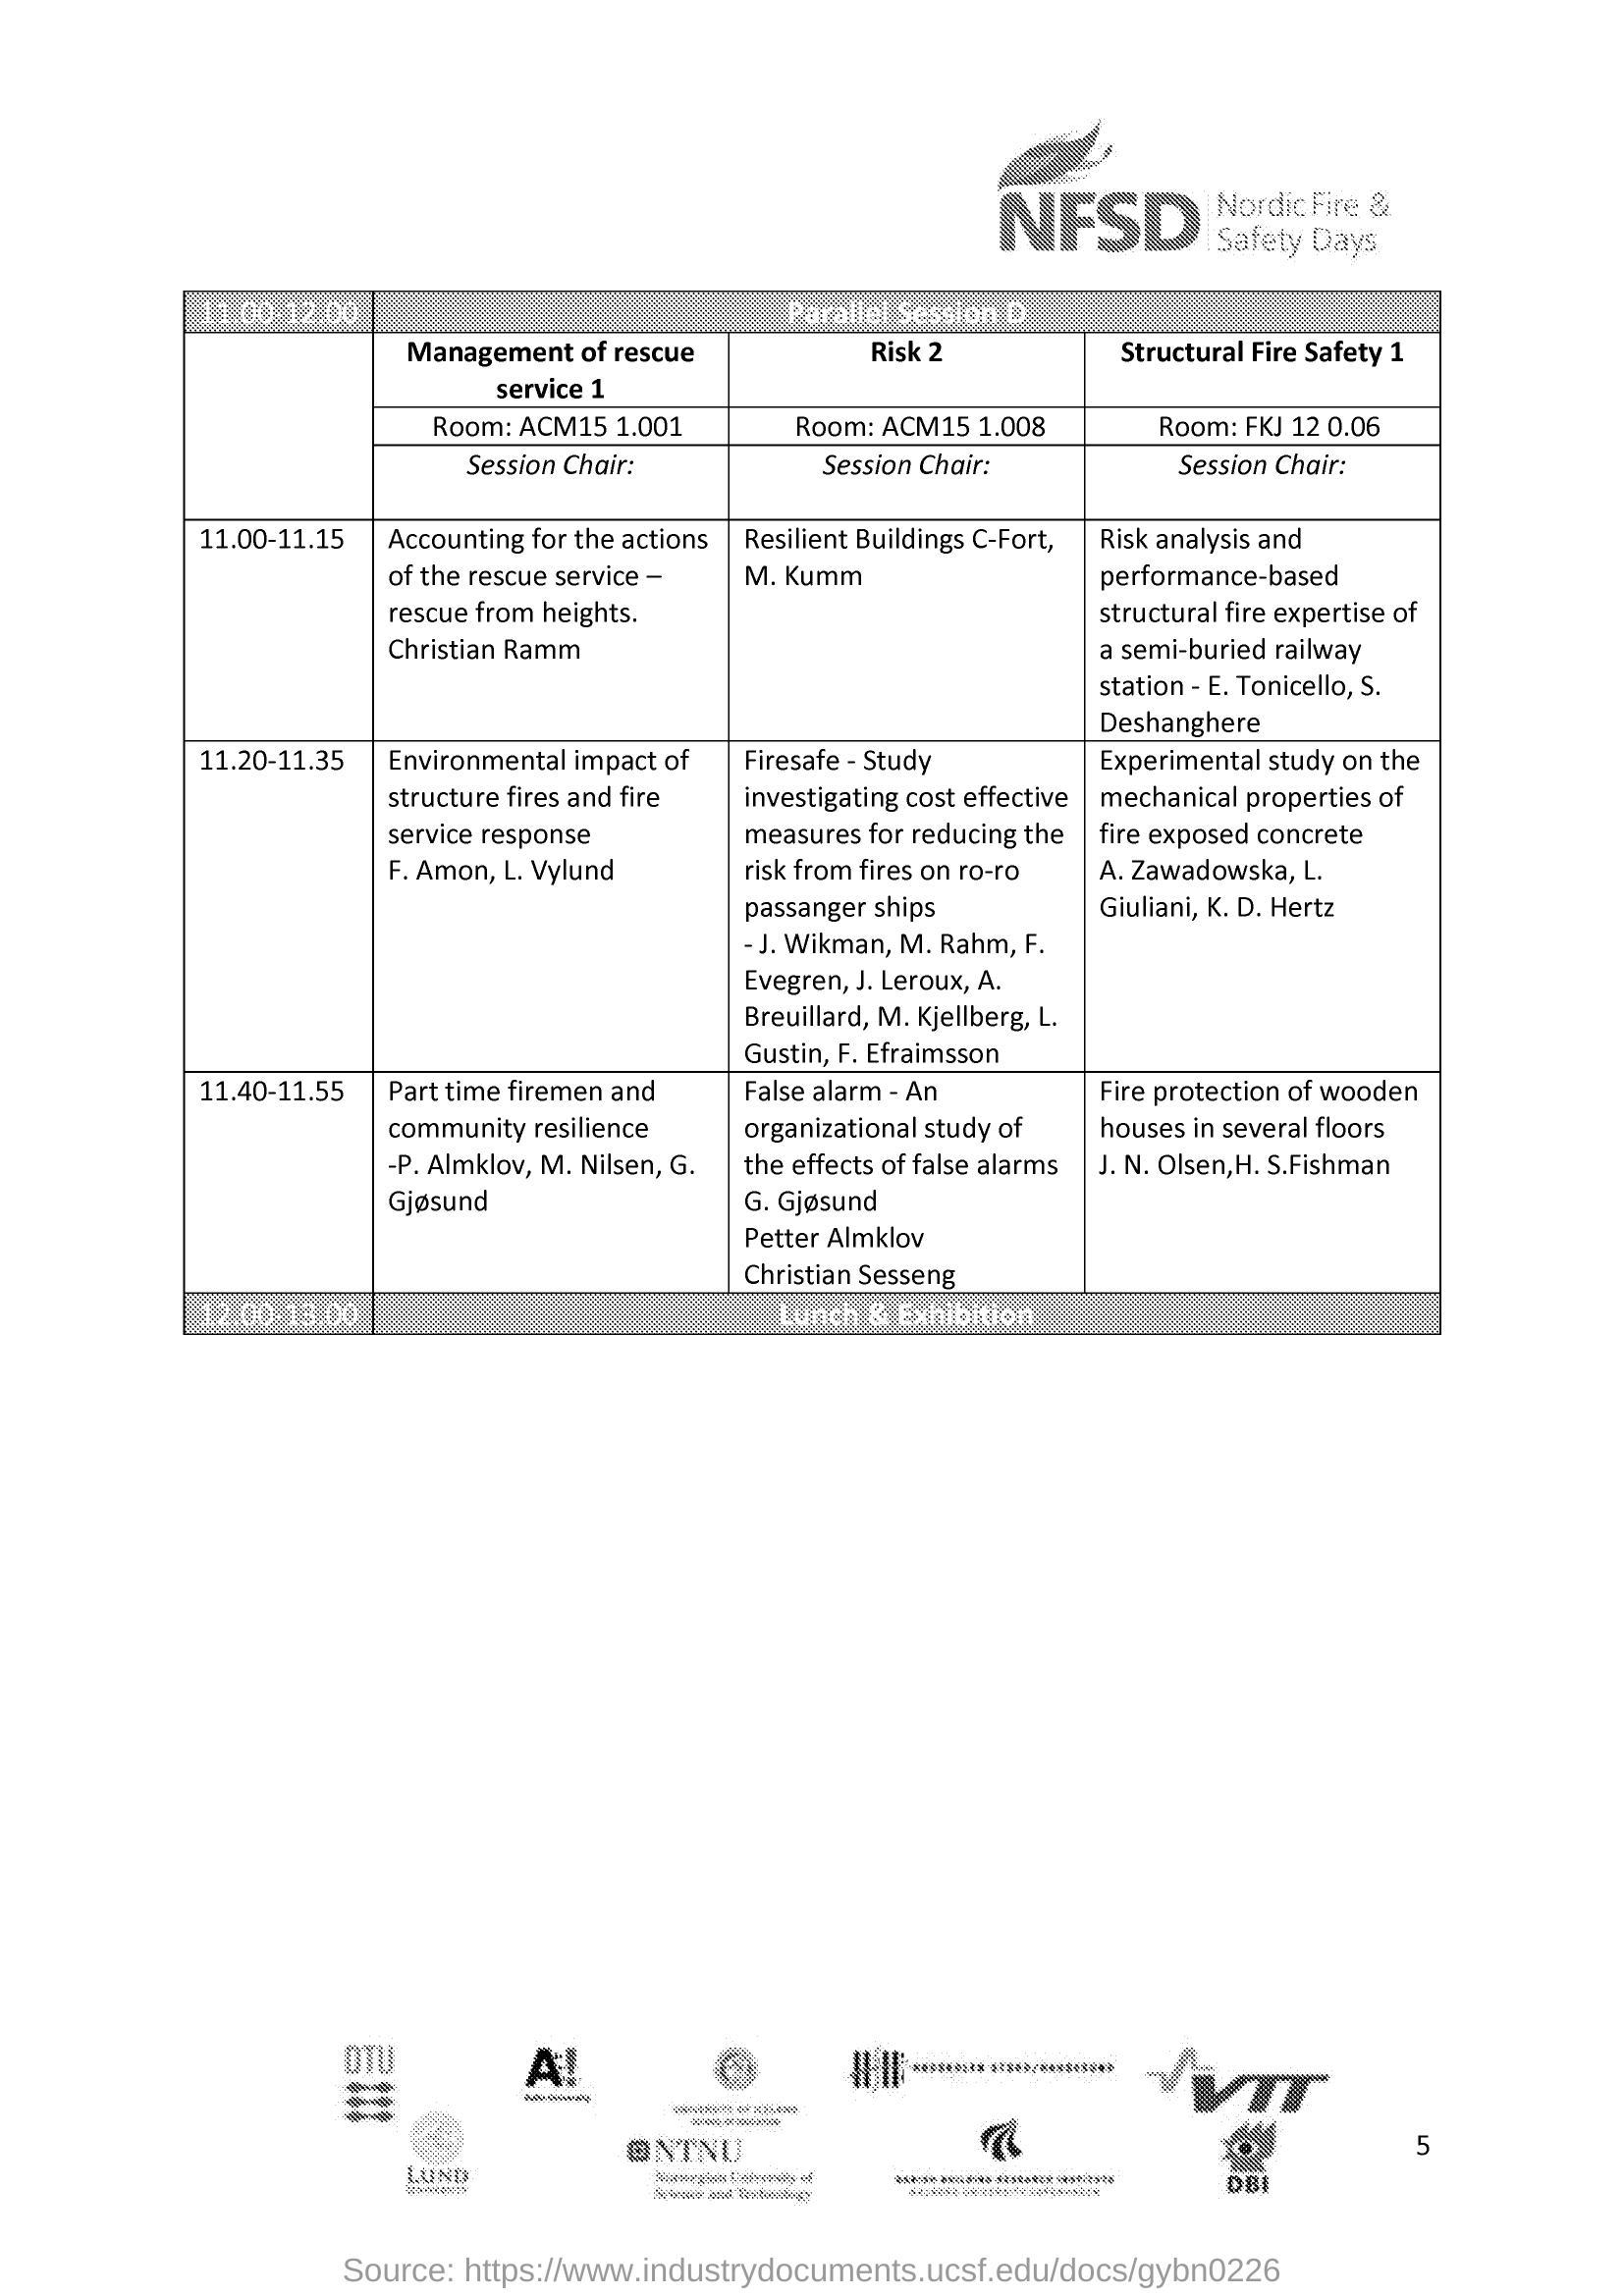 NFSD
Nordic Fire &
Safety Days
11.00-12.00
Parallel Session D
Management of rescue
service 1
Risk 2
Structural Fire Safety 1
Room: ACM15 1.001
Room: ACM15 1.008
Room: FKJ 12 0.06
Session Chair:
Session Chair:
Session Chair:
11.00-11.15
Accounting for the actions
of the rescue service –
rescue from heights.
Christian Ramm
Resilient Buildings C-Fort,
M. Kumm
Risk analysis and
performance-based
structural fire expertise of
a semi-buried railway
station - E. Tonicello, S.
Deshanghere
11.20-11.35
Environmental impact of
structure fires and fire
service response
F. Amon, L. Vylund
Firesafe - Study
investigating cost effective
measures for reducing the
risk from fires on ro-ro
passanger ships
- J. Wikman, M. Rahm, F.
Evegren, J. Leroux, A.
Breuillard, M. Kjellberg, L.
Gustin, F. Efraimsson
Experimental study on the
mechanical properties of
fire exposed concrete
A. Zawadowska, L.
Giuliani, K. D. Hertz
11.40-11.55
Part time firemen and
community resilience
-P. Almklov, M. Nilsen, G.
Gjøsund
False alarm - An
organizational study of
the effects of false alarms
G. Gjøsund
Petter Almklov
Christian Sesseng
Fire protection of wooden
houses in several floors
J. N. Olsen,H. S.Fishman
12.00-13.00
Lunch & Exhibition
DTU
A!
VTT
LUND
NTNU
Norwegian University of
Science and Technology
DANISH BUILDING RESEARCH INSTITUTE
DBI
5
Source: https://www.industrydocuments.ucsf.edu/docs/gybn0226